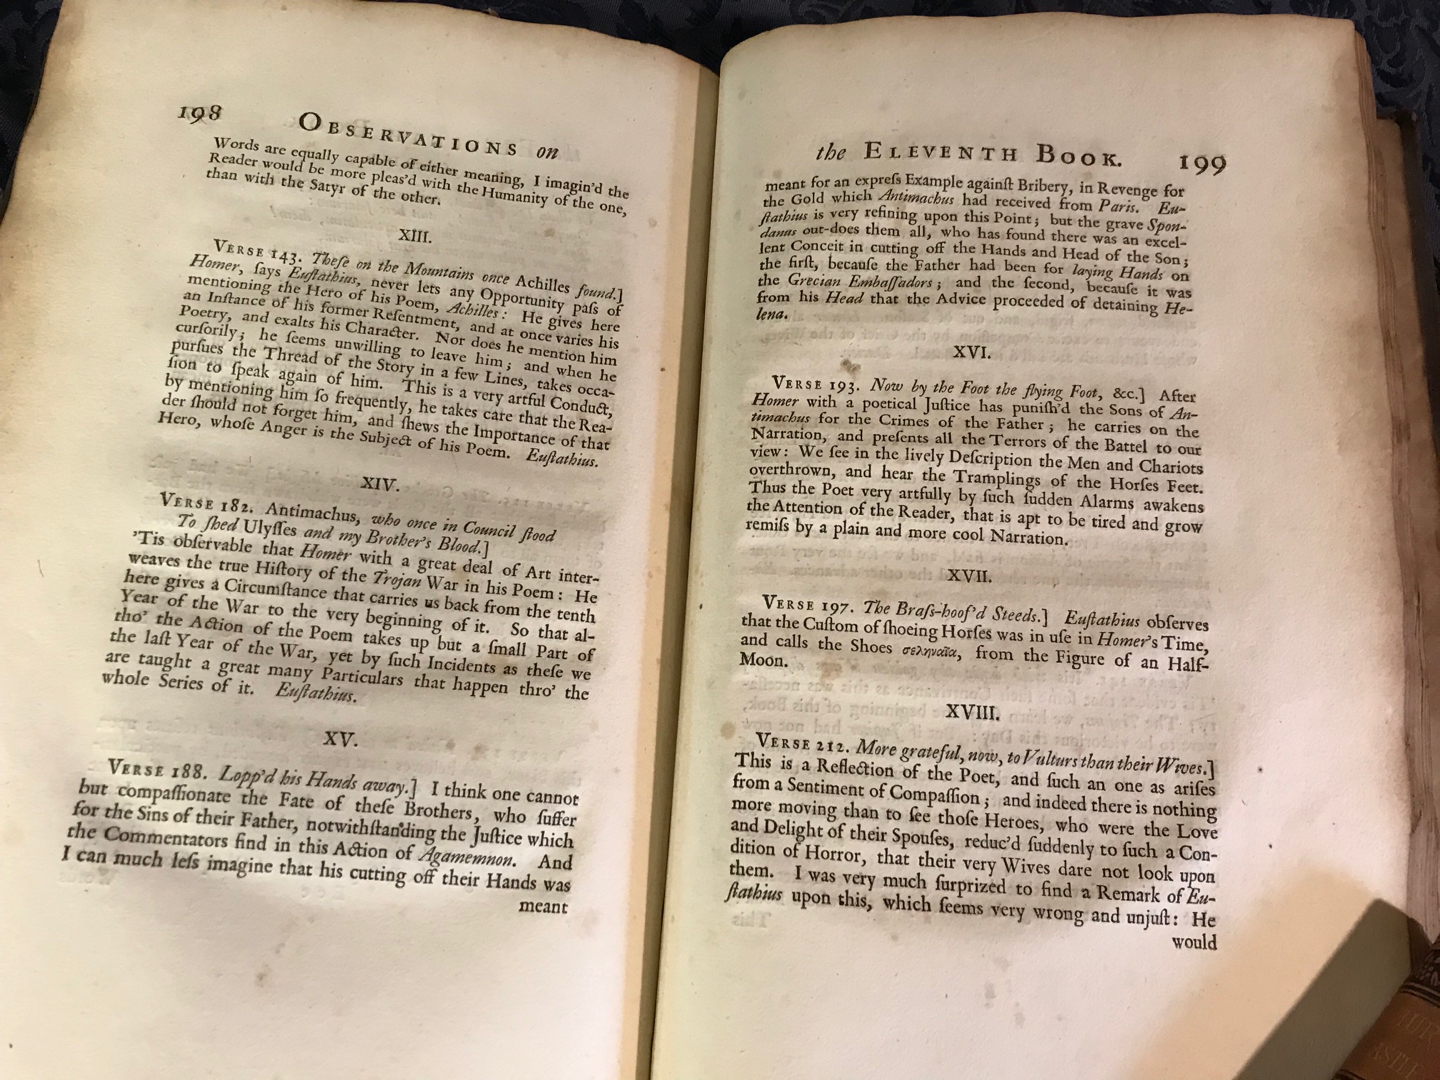 198 OBSERVATIONS on
Words are equally capable of either meaning, I imagin'd the
Reader would be more pleas'd with the Humanity of the one,
than with the Satyr of the other.
XIII.
VERSE 143. Theſe on the Mountains once Achilles found.]
Homer, ſays Euſtathius, never lets any Opportunity paſs of
mentioning the Hero of his Poem, Achilles: He gives here
an Inſtance of his former Reſentment, and at once varies his
Poetry, and exalts his Character. Nor does he mention him
curſorily; he ſeems unwilling to leave him; and when he
purſues the Thread of the Story in a few Lines, takes occa-
ſion to ſpeak again of him. This is a very artful Conduct,
by mentioning him ſo frequently, he takes care that the Rea-
der ſhould not forget him, and ſhews the Importance of that
Hero, whoſe Anger is the Subject of his Poem. Euſtathius.
XIV.
VERSE 182. Antimachus, who once in Council ſtood
To ſhed Ulyſſes and my Brother's Blood.]
'Tis obſervable that Homer with a great deal of Art inter-
weaves the true Hiſtory of the Trojan War in his Poem: He
here gives a Circumſtance that carries us back from the tenth
Year of the War to the very beginning of it. So that al-
tho' the Action of the Poem takes up but a ſmall Part of
the laſt Year of the War, yet by ſuch Incidents as theſe we
are taught a great many Particulars that happen thro' the
whole Series of it. Euſtathius.
XV.
VERSE 188. Lopp'd his Hands away.] I think one cannot
but compaſſionate the Fate of theſe Brothers, who ſuffer
for the Sins of their Father, notwithſtanding the Juſtice which
the Commentators find in this Action of Agamemnon. And
I can much leſs imagine that his cutting off their Hands was
meant
the ELEVENTH BOOK. 199
meant for an expreſs Example againſt Bribery, in Revenge for
the Gold which Antimachus had received from Paris. Eu-
ſtathius is very refining upon this Point; but the grave Spon-
danus out-does them all, who has found there was an excel-
lent Conceit in cutting off the Hands and Head of the Son;
the firſt, becauſe the Father had been for laying Hands on
the Grecian Embaſſadors; and the ſecond, becauſe it was
from his Head that the Advice proceeded of detaining He-
lena.
XVI.
VERSE 193. Now by the Foot the flying Foot, &c.] After
Homer with a poetical Juſtice has puniſh'd the Sons of An-
timachus for the Crimes of the Father; he carries on the
Narration, and preſents all the Terrors of the Battel to our
view: We ſee in the lively Deſcription the Men and Chariots
overthrown, and hear the Tramplings of the Horſes Feet.
Thus the Poet very artfully by ſuch ſudden Alarms awakens
the Attention of the Reader, that is apt to be tired and grow
remiſs by a plain and more cool Narration.
XVII.
VERSE 197. The Braſs-hoof'd Steeds.] Euſtathius obſerves
that the Cuſtom of ſhoeing Horſes was in uſe in Homer's Time,
and calls the Shoes σεληναῖα, from the Figure of an Half-
Moon.
XVIII.
VERSE 212. More grateful, now, to Vulturs than their Wives.]
This is a Reflection of the Poet, and ſuch an one as ariſes
from a Sentiment of Compaſſion; and indeed there is nothing
more moving than to ſee thoſe Heroes, who were the Love
and Delight of their Spouſes, reduc'd ſuddenly to ſuch a Con-
dition of Horror, that their very Wives dare not look upon
them. I was very much ſurprized to find a Remark of Eu-
ſtathius upon this, which ſeems very wrong and unjuſt: He
would